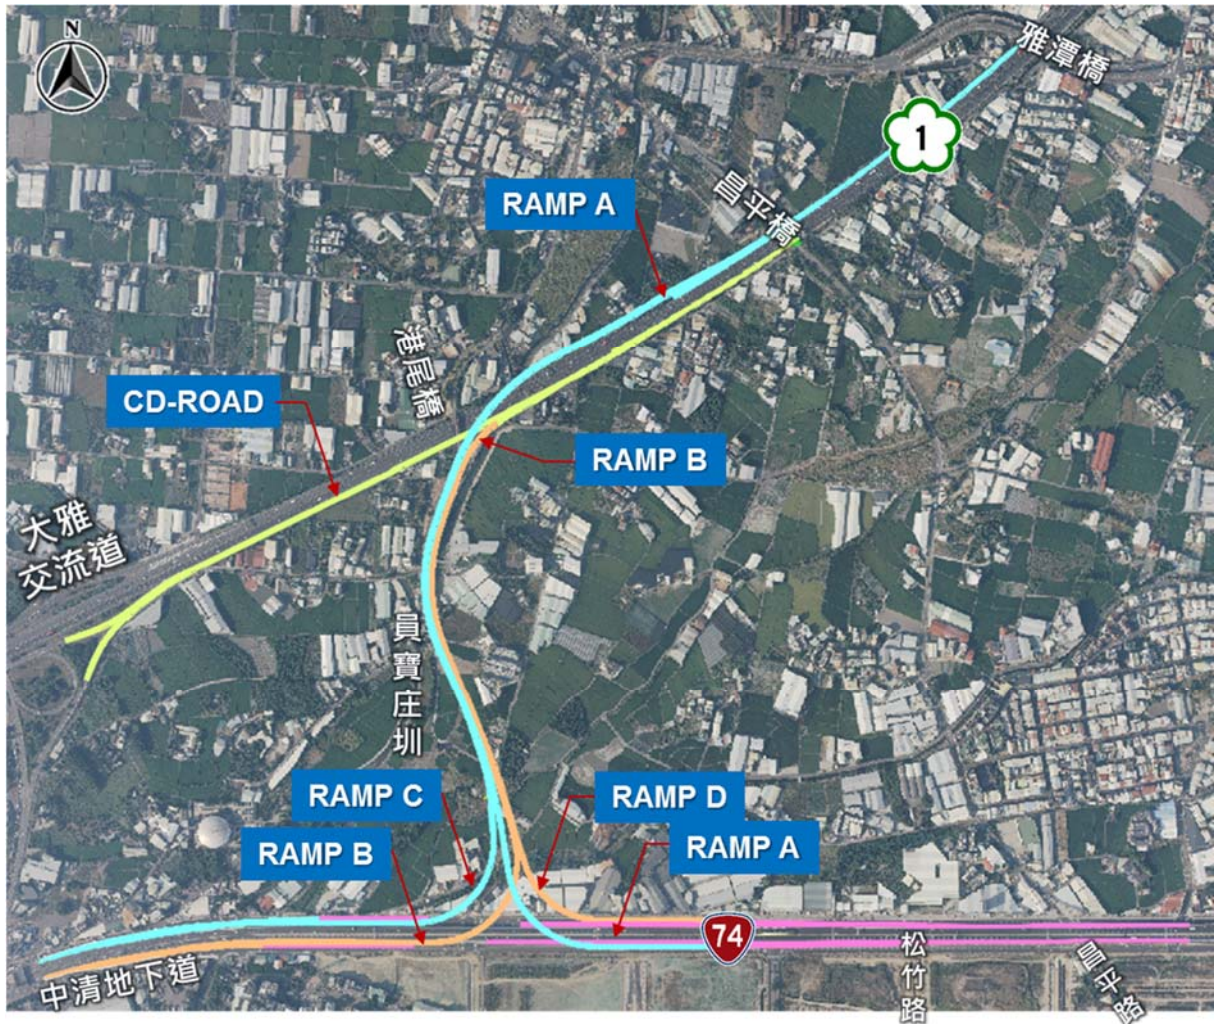 N
雅潭橋
1
RAMP A
昌平橋
港尾橋
CD-ROAD
RAMP B
大雅
交流道
員寶庄圳
RAMP C
RAMP D
RAMP B
RAMP A
74
中清地下道
松竹路
昌平路